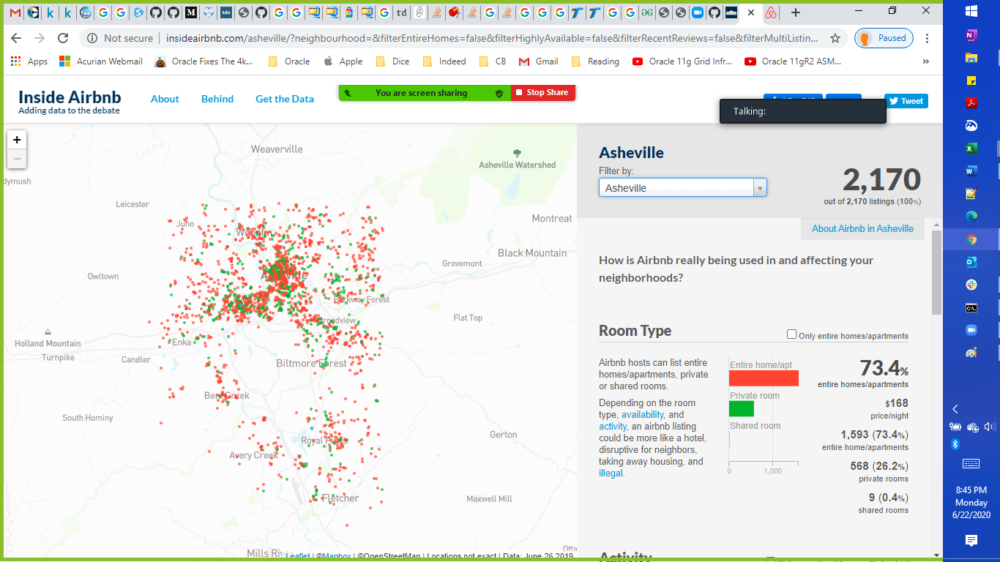 tds
td
Not secure
insideairbnb.com/asheville/?neighbourhood=&filterEntireHomes=false&filterHighlyAvailable=false&filterRecentReviews=false&filterMultiListin...
Paused
Apps
Acurian Webmail
Oracle Fixes The 4k...
Oracle
Apple
Dice
Indeed
CB
Gmail
Reading
Oracle 11g Grid Infr...
Oracle 11gR2 ASM...
»
Inside Airbnb
Adding data to the debate
About
Behind
Get the Data
You are screen sharing
Stop Share
Tweet
Talking:
+
−
Weaverville
Asheville Watershed
dymush
Leicester
Juno
Woodfin
Montreat
Black Mountain
Grovemont
Owltown
Asheville
Parkway Forest
Broadview
Flat Top
Holland Mountain
Enka
Turnpike
Candler
Biltmore Forest
Bent Creek
South Hominy
Gerton
Royal Pines
Avery Creek
Fletcher
Maxwell Mill
Mills Riv
Otta
Leaflet | ©Mapbox | ©OpenStreetMap | Locations not exact | Data: June 26 2019
Asheville
Filter by:
Asheville
2,170
out of 2,170 listings (100%)
About Airbnb in Asheville
How is Airbnb really being used in and affecting your
neighborhoods?
Room Type
Only entire homes/apartments
Airbnb hosts can list entire
homes/apartments, private
or shared rooms.
Depending on the room
type, availability, and
activity, an airbnb listing
could be more like a hotel,
disruptive for neighbors,
taking away housing, and
illegal.
Entire home/apt
Private room
Shared room
0
1,000
73.4%
entire homes/apartments
$168
price/night
1,593 (73.4%)
entire home/apartments
568 (26.2%)
private rooms
9 (0.4%)
shared rooms
Activity
8:45 PM
Monday
6/22/2020